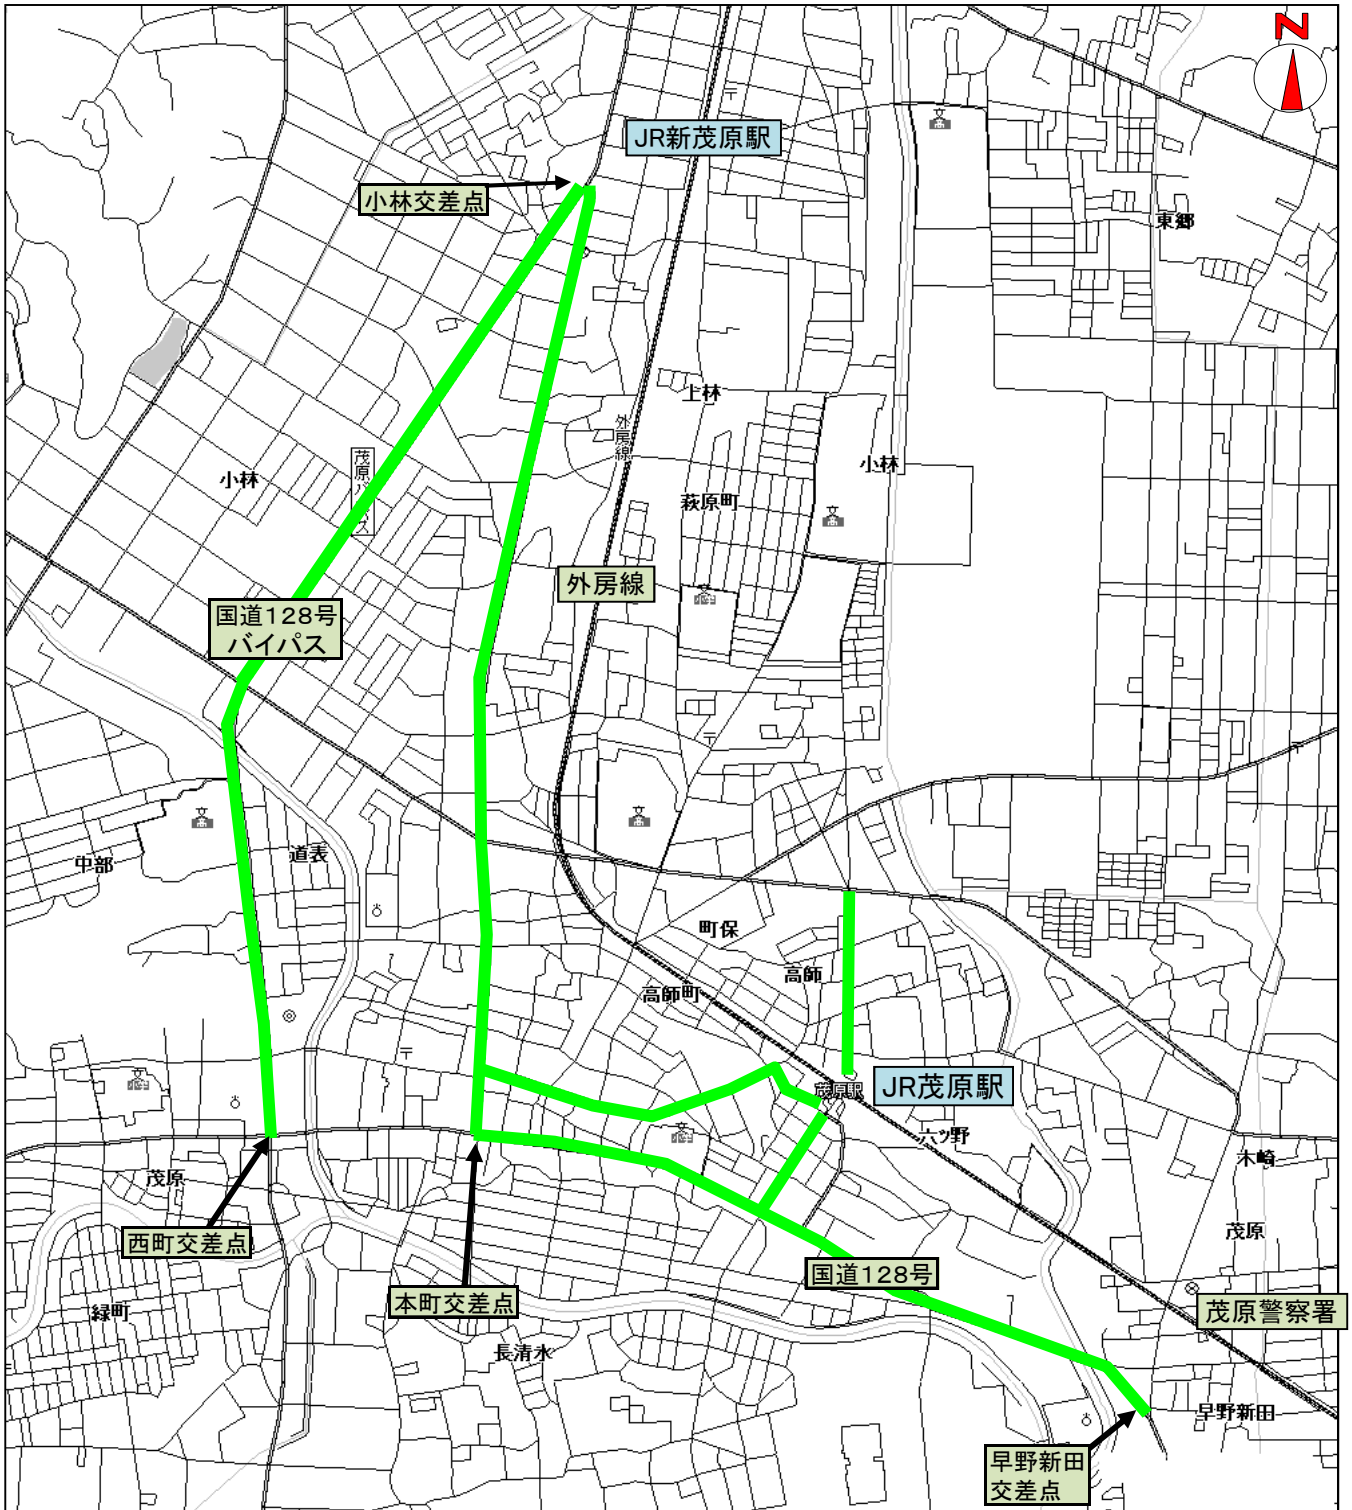 N
JR新茂原駅
小林交差点
東郷
上林
外房線
小林
小林
茂原バ
ス
萩原町
外房線
国道128号
バイパス
中部
道表
町保
高師
高師町
茂原駅
JR茂原駅
六ツ野
木崎
茂原
茂原
西町交差点
国道128号
本町交差点
茂原警察署
緑町
長清水
早野新田
早野新田
交差点